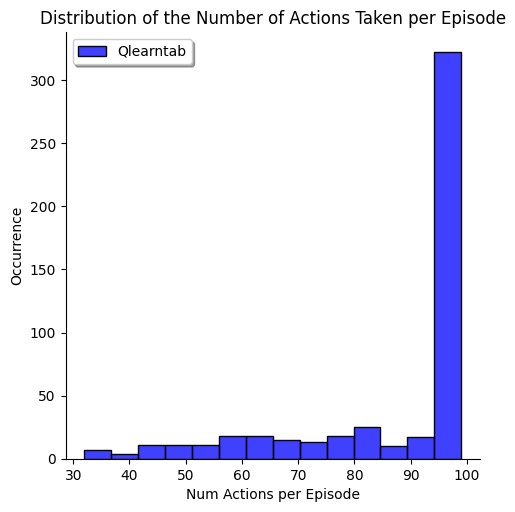 Distribution of the Number of Actions Taken per Episode
Qlearntab
300
250
200
150
100
50
0
Occurrence
30 40 50 60 70 80 90 100
Num Actions per Episode